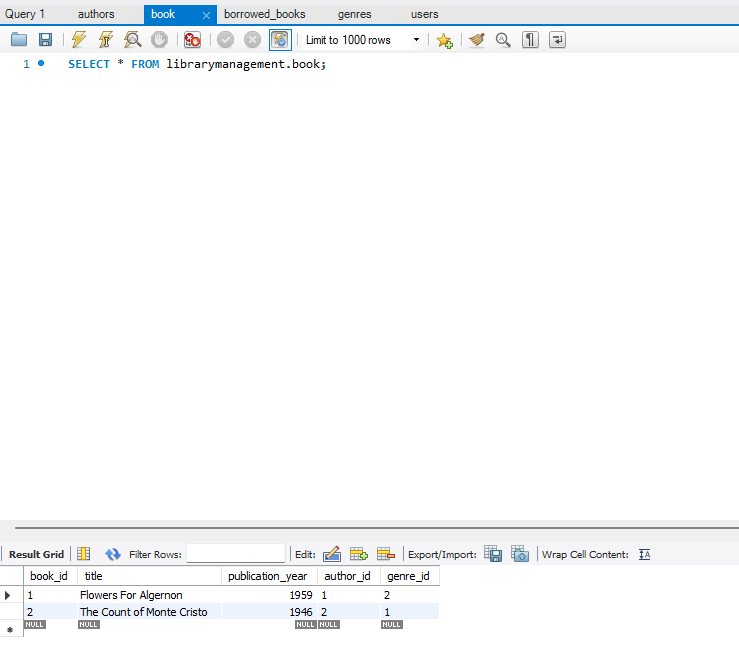 Query 1 authors book borrowed_books genres users
Limit to 1000 rows
1 SELECT * FROM librarymanagement.book;
Result Grid Filter Rows: Edit: Export/Import: Wrap Cell Content: IA
book_id title publication_year author_id genre_id
1 Flowers For Algernon 1959 1 2
2 The Count of Monte Cristo 1946 2 1
NULL NULL NULL NULL NULL